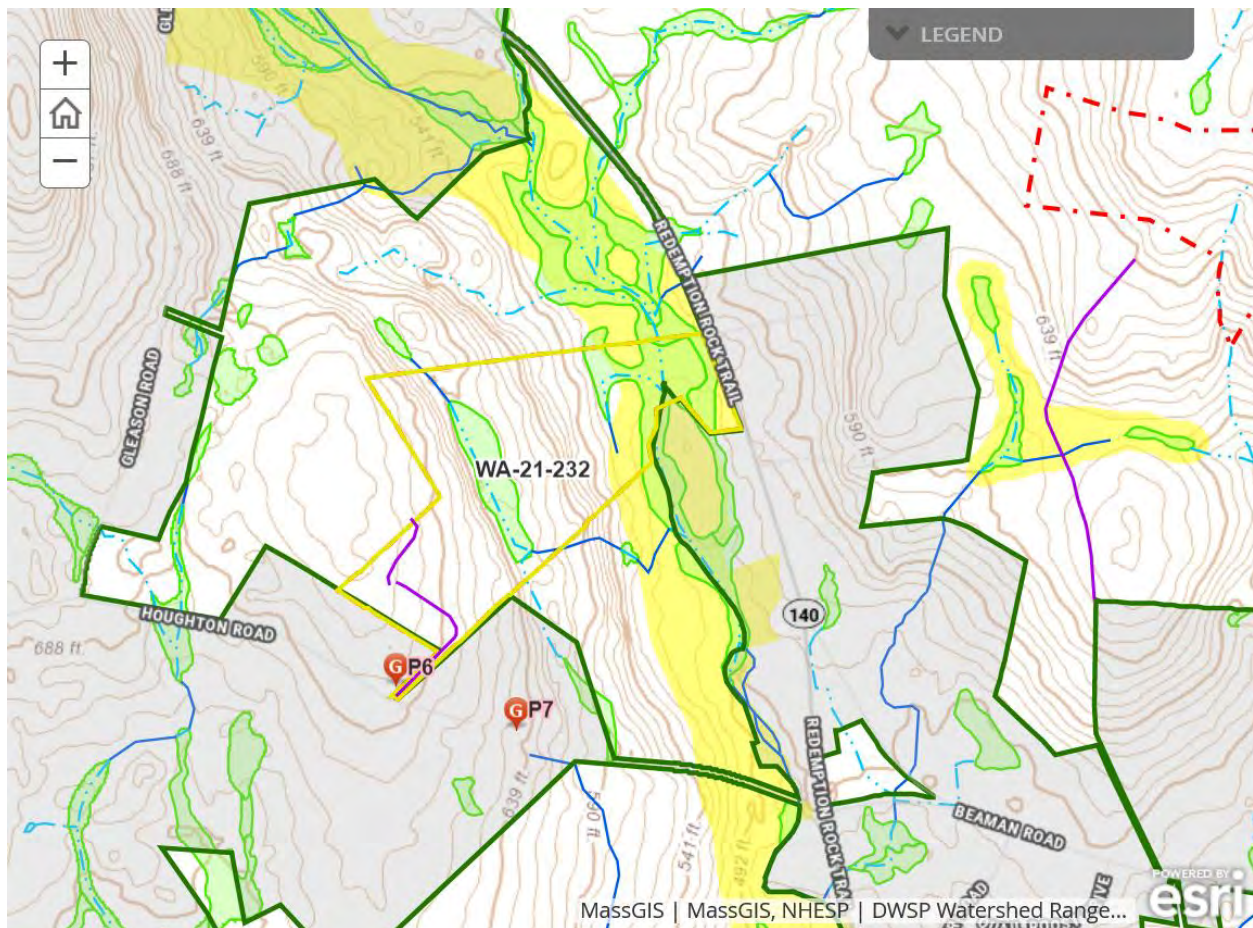 LEGEND
+
−
590 ft.
639 ft.
688 ft.
541 ft.
REDEMPTION ROCK TRAIL
GLEASON ROAD
639 ft
590 ft.
WA-21-232
HOUGHTON ROAD
688 ft.
G P6
G P7
140
639 ft.
590 ft.
541 ft.
492 ft.
REDEMPTION ROCK TRA
BEAMAN ROAD
POWERED BY
esri
MassGIS | MassGIS, NHESP | DWSP Watershed Range...